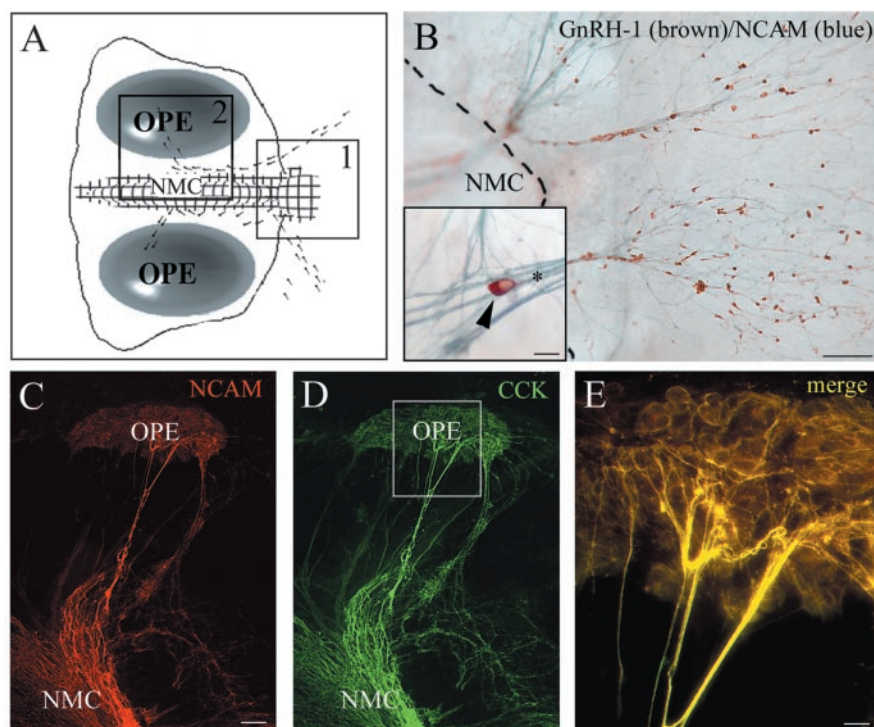 A
OPE
2
1
NMC
OPE
B
GnRH-1 (brown)/NCAM (blue)
NMC
*
C
NCAM
OPE
NMC
D
CCK
OPE
NMC
E
merge